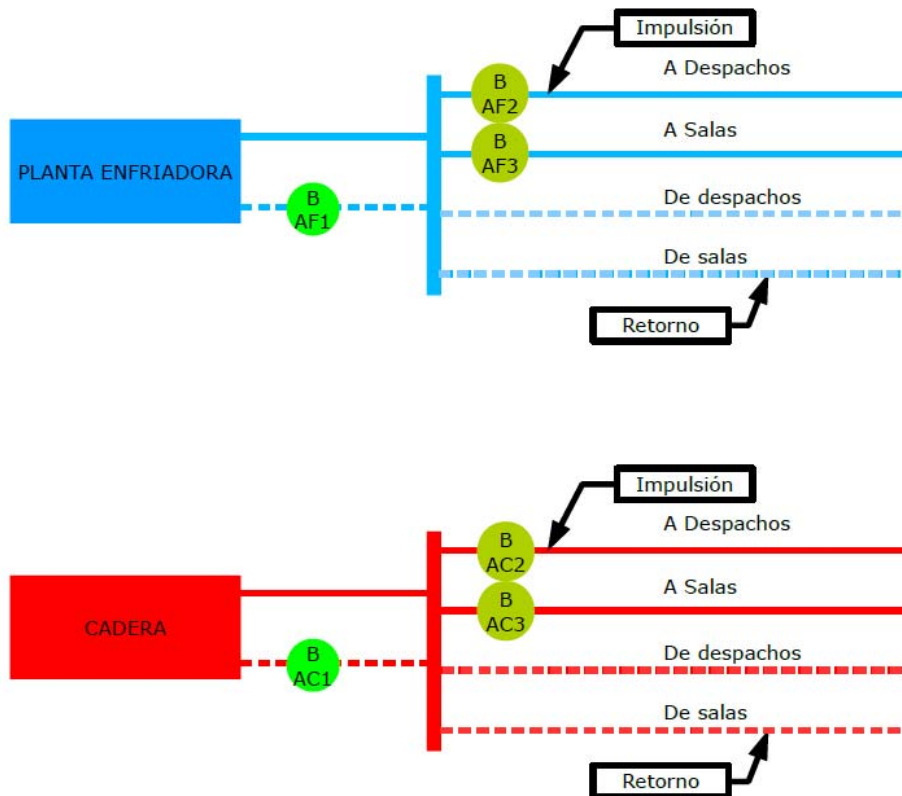 Impulsión
A Despachos
B
AF2
A Salas
B
AF3
PLANTA ENFRIADORA
De despachos
B
AF1
De salas
Retorno
Impulsión
A Despachos
B
AC2
A Salas
B
AC3
CADERA
De despachos
B
AC1
De salas
Retorno